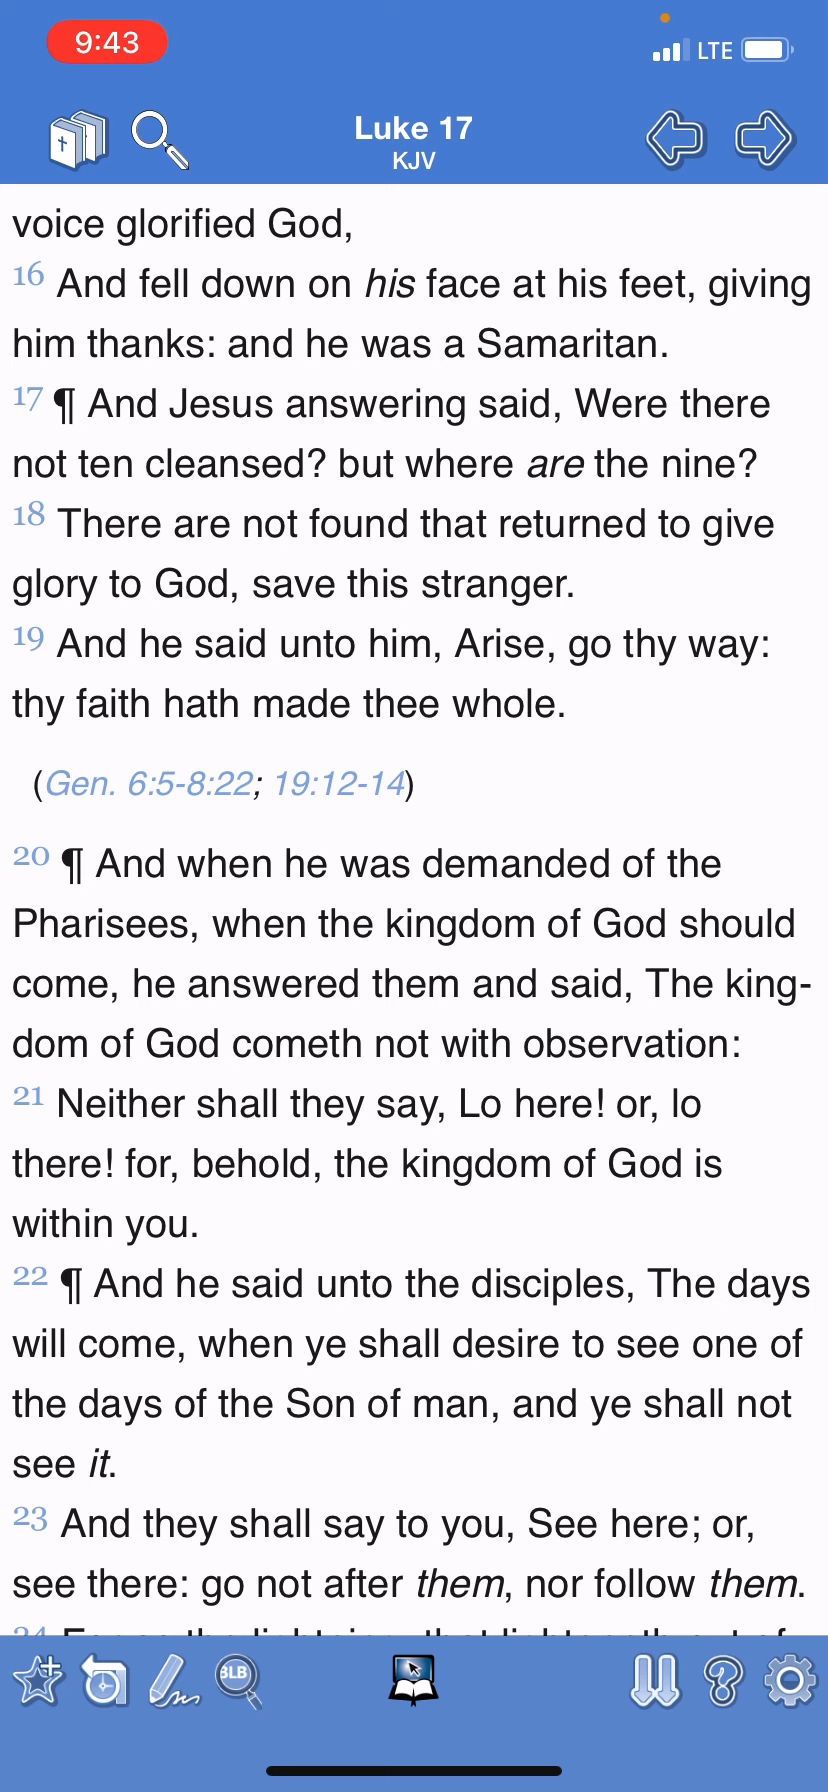 9:43
LTE
Luke 17
KJV
voice glorified God,
16 And fell down on his face at his feet, giving
him thanks: and he was a Samaritan.
17 ¶ And Jesus answering said, Were there
not ten cleansed? but where are the nine?
18 There are not found that returned to give
glory to God, save this stranger.
19 And he said unto him, Arise, go thy way:
thy faith hath made thee whole.
(Gen. 6:5-8:22; 19:12-14)
20 ¶ And when he was demanded of the
Pharisees, when the kingdom of God should
come, he answered them and said, The king-
dom of God cometh not with observation:
21 Neither shall they say, Lo here! or, lo
there! for, behold, the kingdom of God is
within you.
22 ¶ And he said unto the disciples, The days
will come, when ye shall desire to see one of
the days of the Son of man, and ye shall not
see it.
23 And they shall say to you, See here; or,
see there: go not after them, nor follow them.
BLB